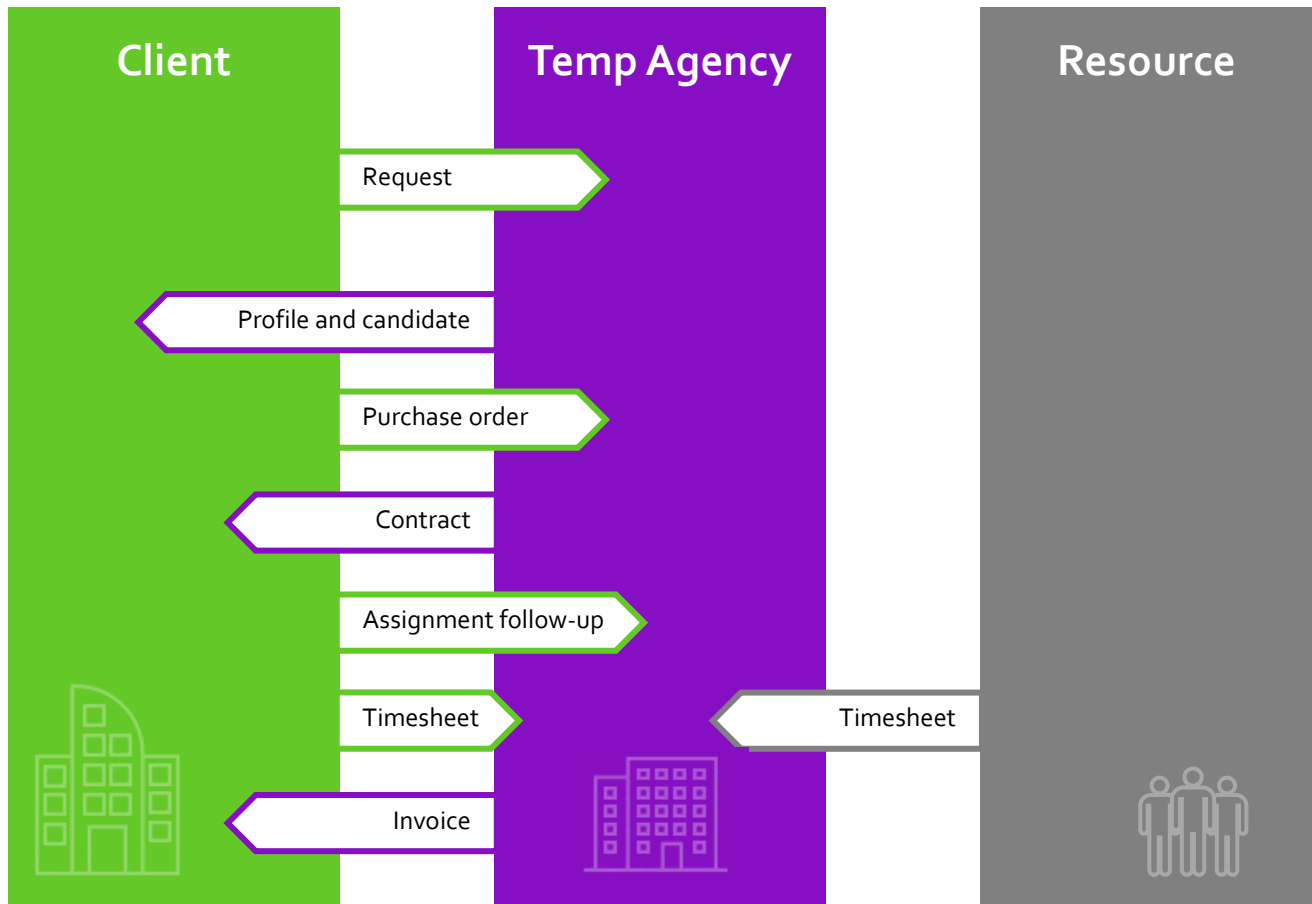 Client
Temp Agency
Resource
Request
Profile and candidate
Purchase order
Contract
Assignment follow-up
Timesheet
Timesheet
Invoice